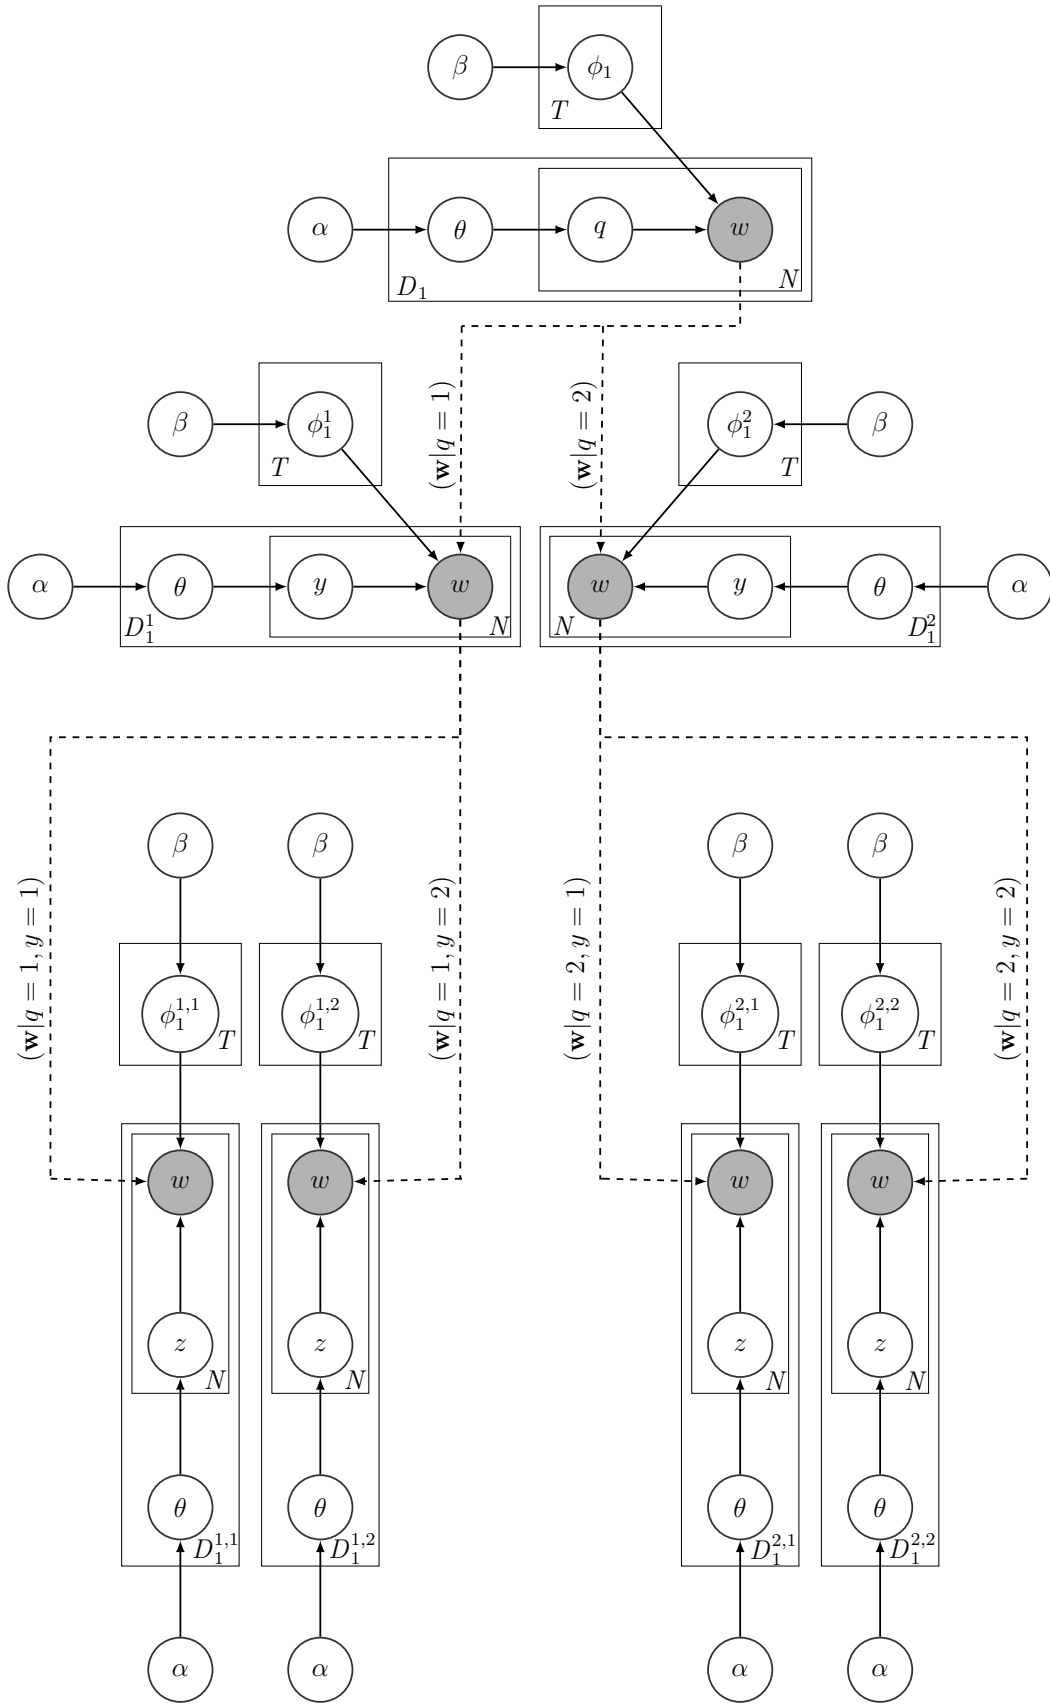 β ϕ₁
T
α θ q w
D₁ N
β ϕ₁¹ (w|q = 1) (w|q = 2) ϕ₁² β
T T
α θ y w w y θ α
D₁¹ N N D₁²
β β β β
(w|q = 1, y = 1) (w|q = 1, y = 2) (w|q = 2, y = 1) (w|q = 2, y = 2)
ϕ₁^{1,1} ϕ₁^{1,2} ϕ₁^{2,1} ϕ₁^{2,2}
T T T T
w w w w
z z z z
N N N N
θ θ θ θ
D₁^{1,1} D₁^{1,2} D₁^{2,1} D₁^{2,2}
α α α α